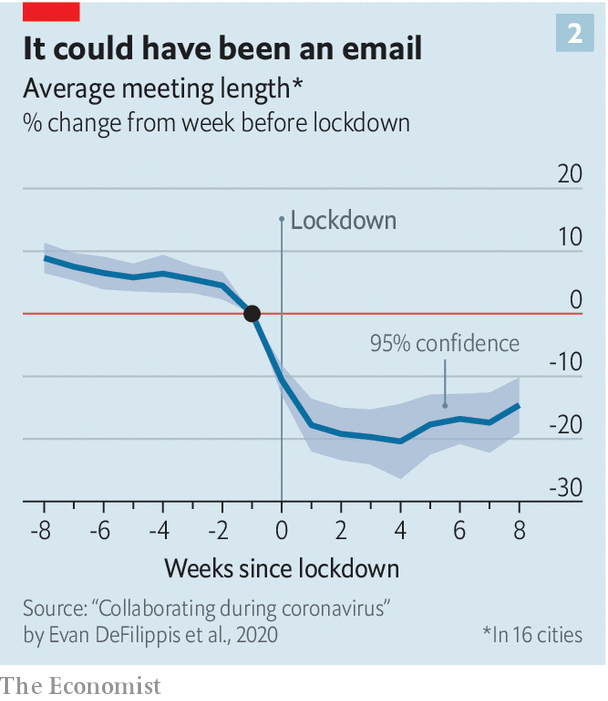 It could have been an email
2
Average meeting length*
% change from week before lockdown
20
Lockdown
10
0
95% confidence
-10
-20
-30
-8 -6 -4 -2 0 2 4 6 8
Weeks since lockdown
Source: “Collaborating during coronavirus”
by Evan DeFilippis et al., 2020
*In 16 cities
The Economist